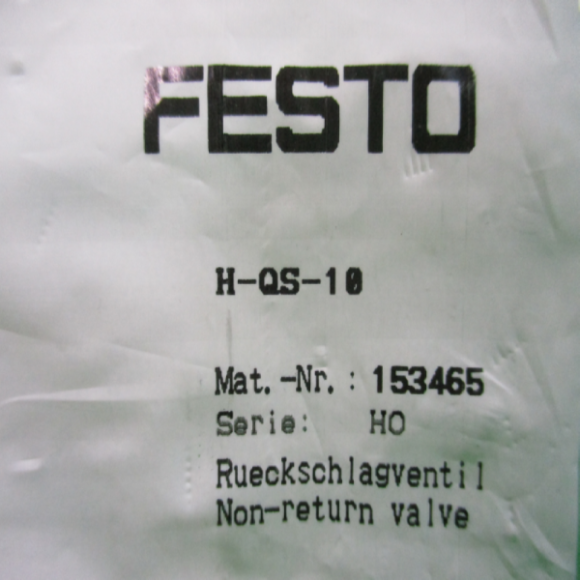 FESTO
H-QS-10
Mat.-Nr.: 153465
Serie: HO
Rueckschlagventil
Non-return valve